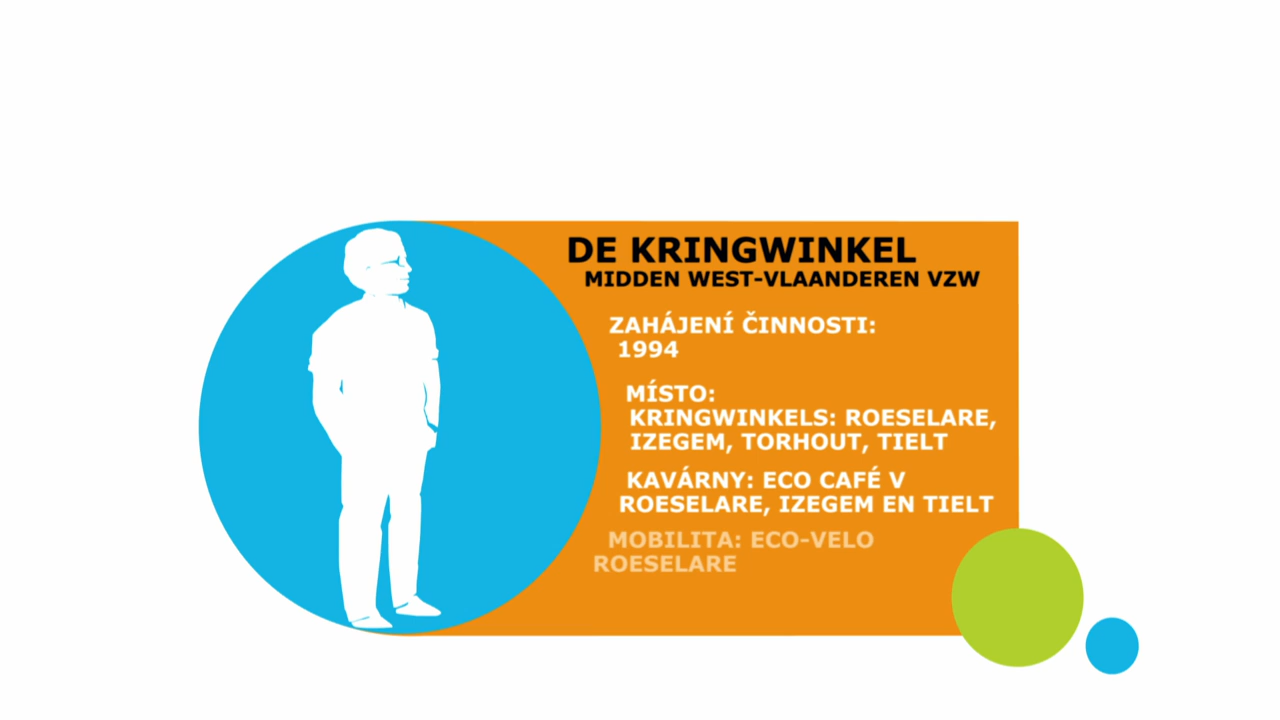 DE KRINGWINKEL
MIDDEN WEST-VLAANDEREN VZW
ZAHÁJENÍ ČINNOSTI:
1994
MÍSTO:
KRINGWINKELS: ROESELARE,
IZEGEM, TORHOUT, TIELT
KAVÁRNY: ECO CAFÉ V
ROESELARE, IZEGEM EN TIELT
MOBILITA: ECO-VELO
ROESELARE